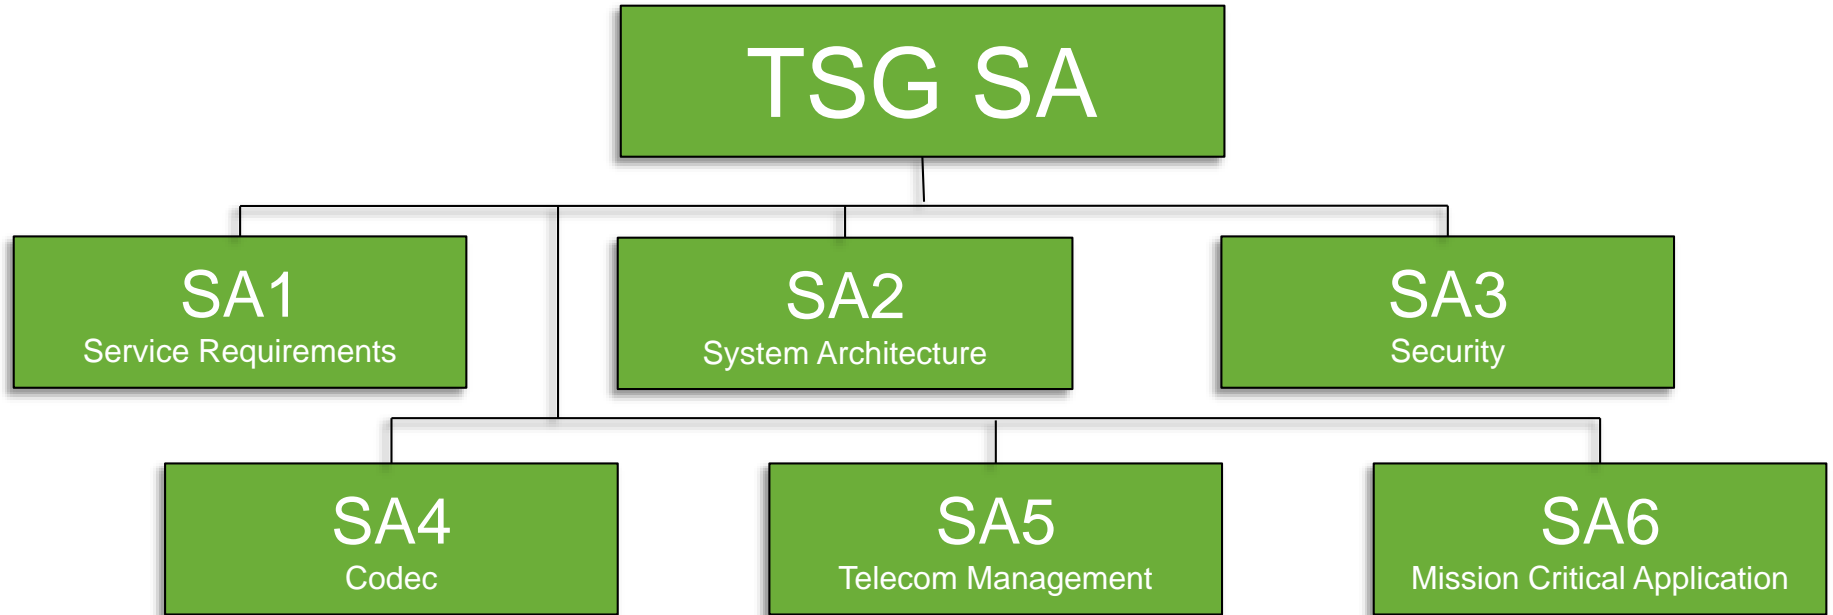 TSG SA
SA1
Service Requirements
SA2
System Architecture
SA3
Security
SA4
Codec
SA5
Telecom Management
SA6
Mission Critical Application